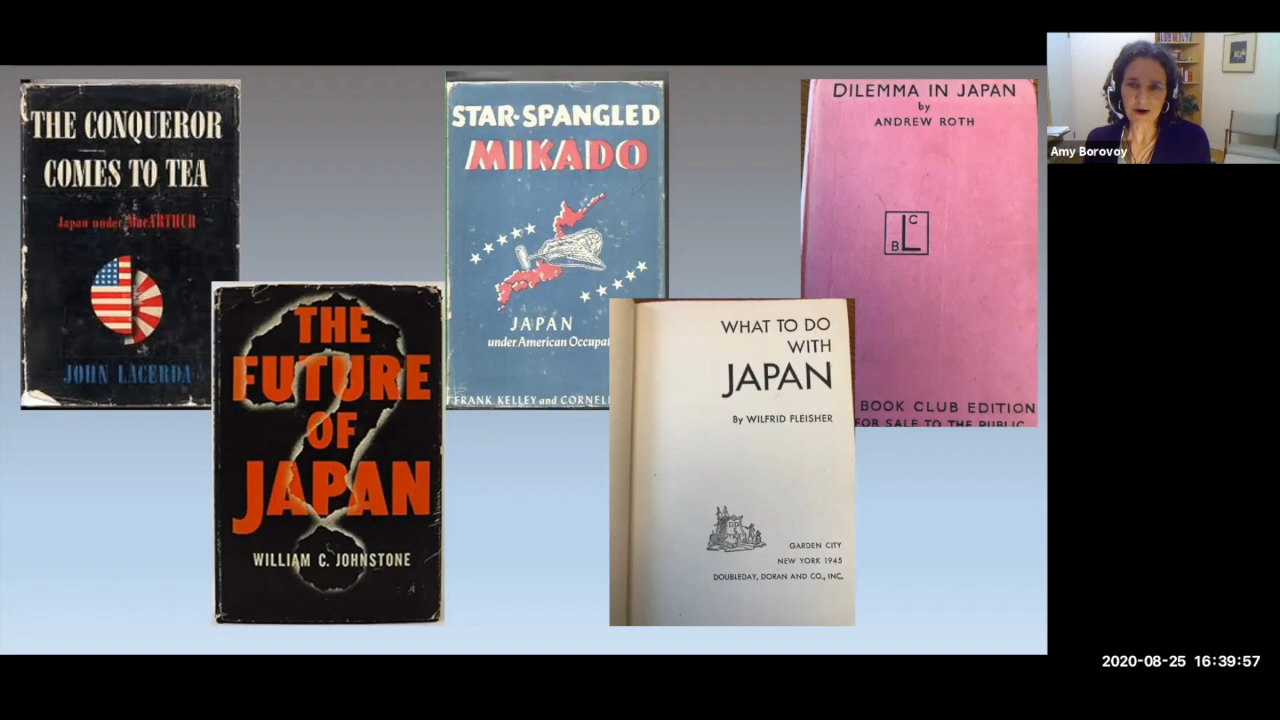 THE CONQUEROR
COMES TO TEA
Japan under MacARTHUR
JOHN LACERDA
THE
FUTURE
OF
JAPAN
WILLIAM C. JOHNSTONE
STAR-SPANGLED
MIKADO
JAPAN
under American Occupat
FRANK KELLEY and CORNEL
WHAT TO DO
WITH
JAPAN
By WILFRID FLEISHER
GARDEN CITY
NEW YORK 1945
DOUBLEDAY, DORAN AND CO., INC.
DILEMMA IN JAPAN
by
ANDREW ROTH
L C
B
BOOK CLUB EDITION
FOR SALE TO THE PUBLIC
Amy Borovoy
2020-08-25 16:39:57